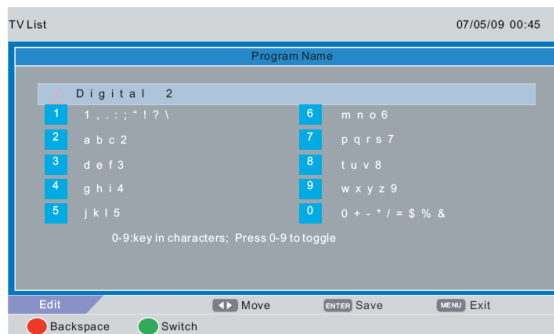 TV List 07/05/09 00:45
Program Name
Digital 2
1 1 , . : ; " ! ? \ 6 m n o 6
2 a b c 2 7 p q r s 7
3 d e f 3 8 t u v 8
4 g h i 4 9 w x y z 9
5 j k l 5 0 0 + - * / = $ % &
0-9:key in characters; Press 0-9 to toggle
Edit Move ENTER Save MENU Exit
Backspace Switch